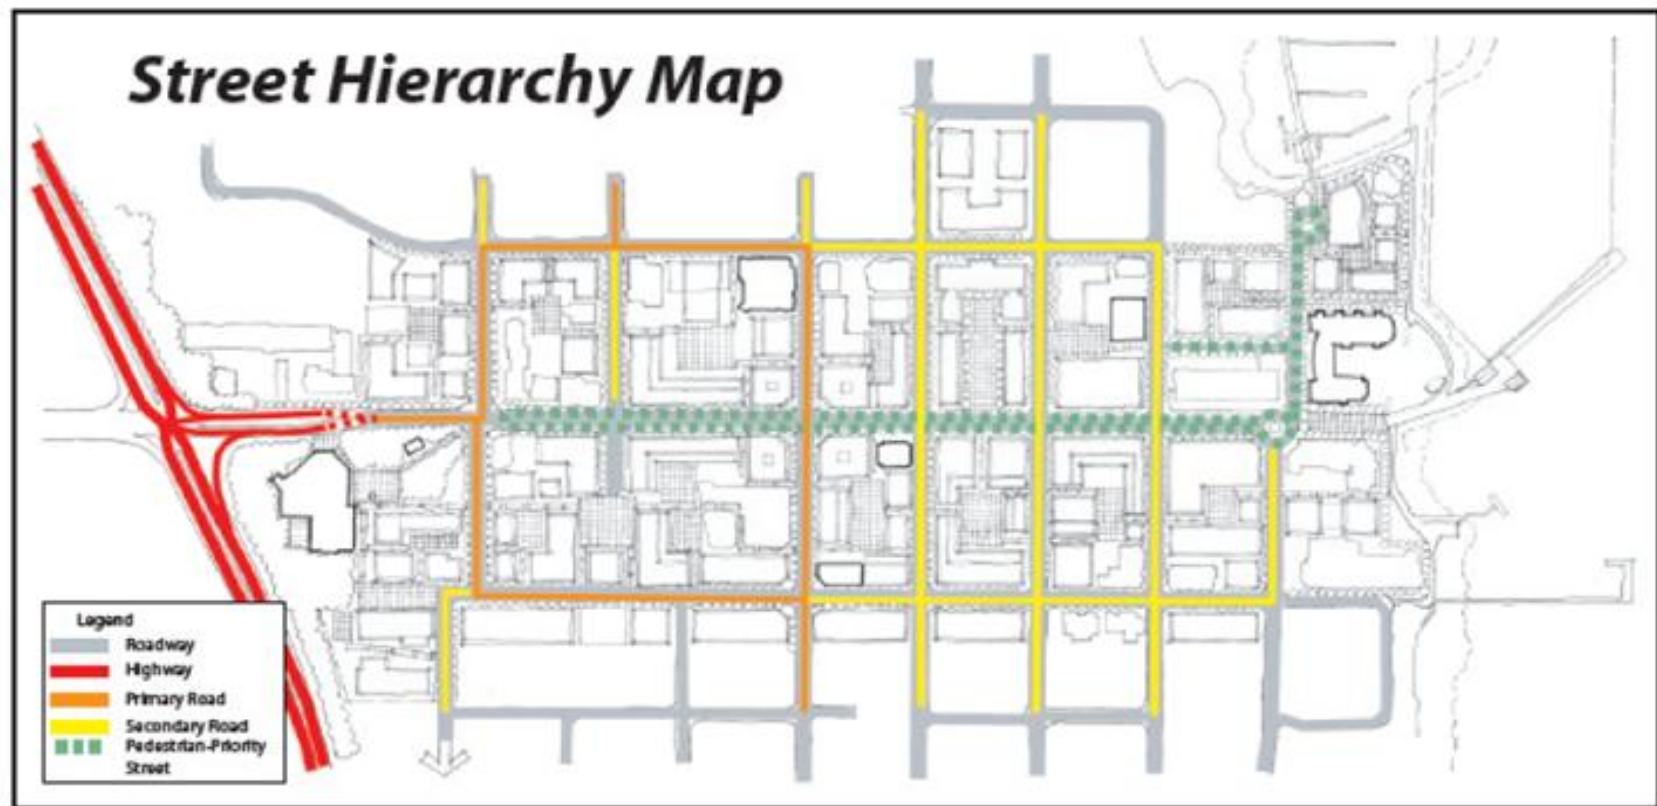 Street Hierarchy Map
Legend
Roadway
Highway
Primary Road
Secondary Road
Pedestrian-Priority
Street